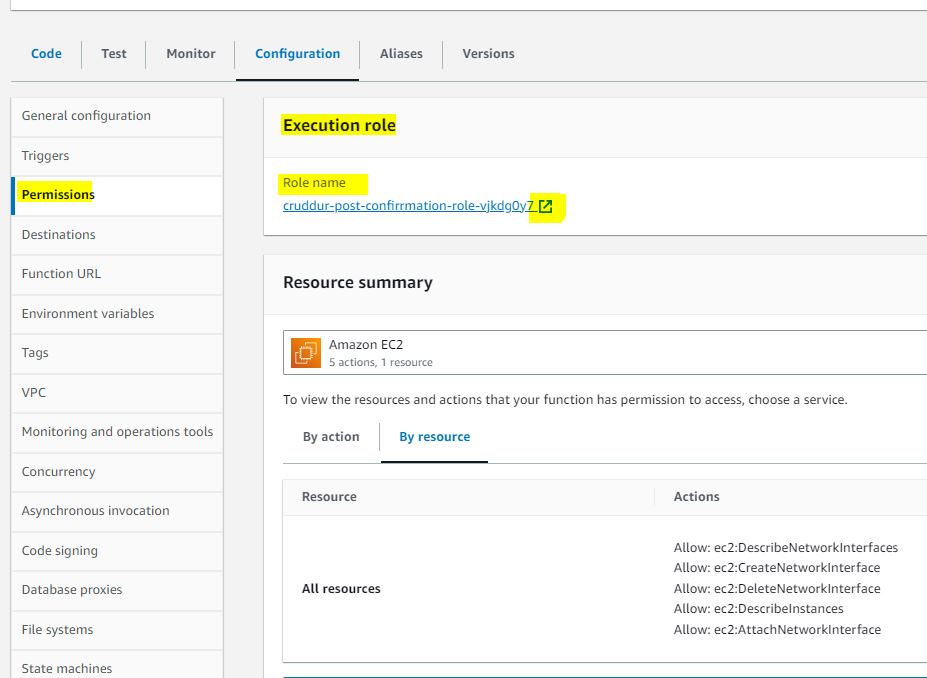 Code
Test
Monitor
Configuration
Aliases
Versions
General configuration
Triggers
Permissions
Destinations
Function URL
Environment variables
Tags
VPC
Monitoring and operations tools
Concurrency
Asynchronous invocation
Code signing
Database proxies
File systems
State machines
Execution role
Role name
cruddur-post-confirrmation-role-vjkdg0y7
Resource summary
Amazon EC2
5 actions, 1 resource
To view the resources and actions that your function has permission to access, choose a service.
By action
By resource
Resource
Actions
All resources
Allow: ec2:DescribeNetworkInterfaces
Allow: ec2:CreateNetworkInterface
Allow: ec2:DeleteNetworkInterface
Allow: ec2:DescribeInstances
Allow: ec2:AttachNetworkInterface